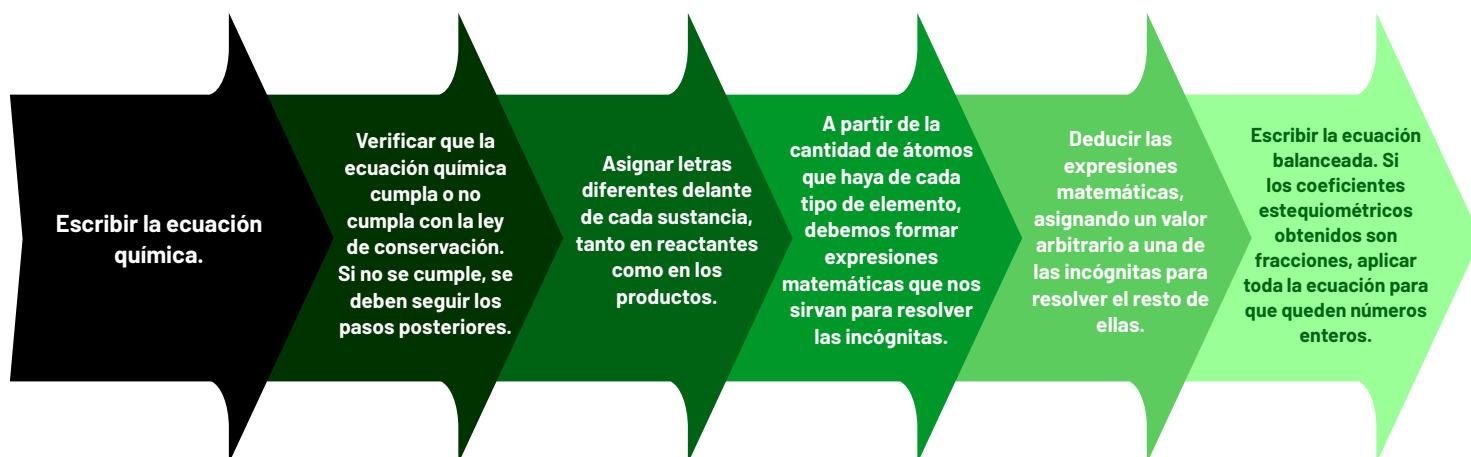 Escribir la ecuación
química.
Verificar que la
ecuación química
cumpla o no
cumpla con la ley
de conservación.
Si no se cumple, se
deben seguir los
pasos posteriores.
Asignar letras
diferentes delante
de cada sustancia,
tanto en reactantes
como en los
productos.
A partir de la
cantidad de átomos
que haya de cada
tipo de elemento,
debemos formar
expresiones
matemáticas que nos
sirvan para resolver
las incógnitas.
Deducir las
expresiones
matemáticas,
asignando un valor
arbitrario a una de
las incógnitas para
resolver el resto de
ellas.
Escribir la ecuación
balanceada. Si
los coeficientes
estequiométricos
obtenidos son
fracciones, aplicar
toda la ecuación para
que queden números
enteros.